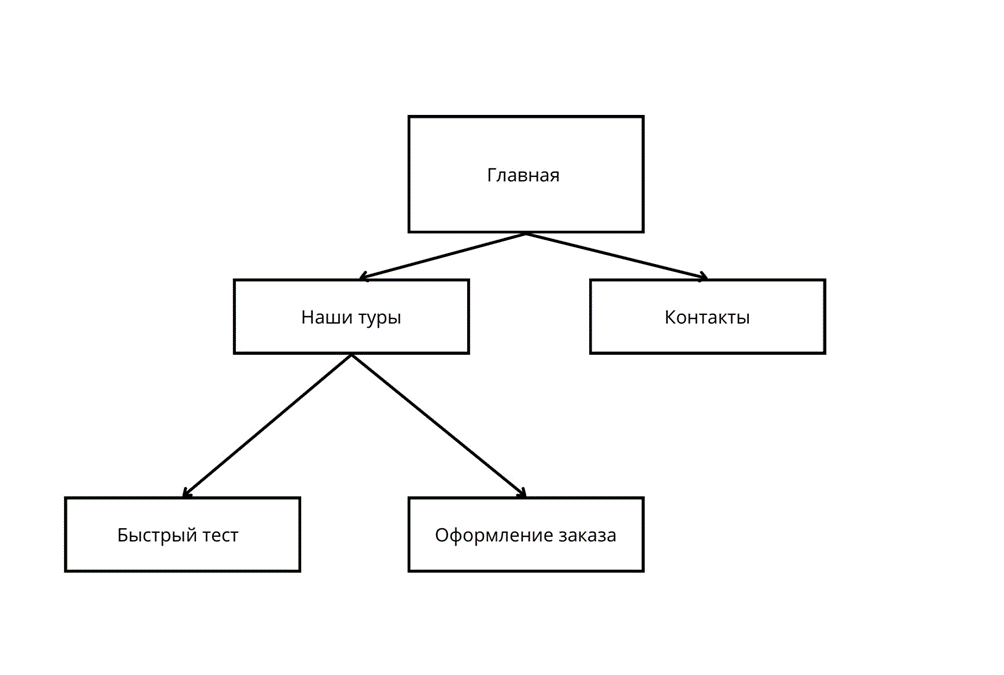 Главная
Наши туры
Контакты
Быстрый тест
Оформление заказа